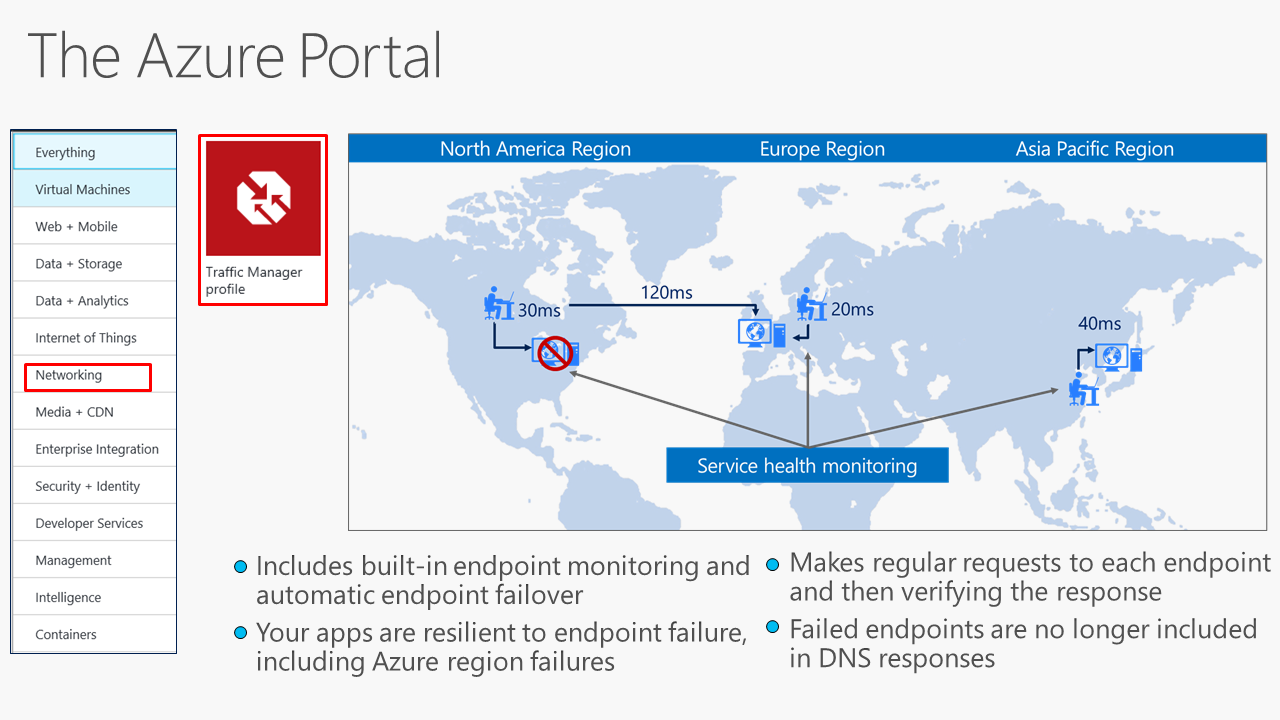 The Azure Portal
Everything
Virtual Machines
Web + Mobile
Data + Storage
Data + Analytics
Internet of Things
Networking
Media + CDN
Enterprise Integration
Security + Identity
Developer Services
Management
Intelligence
Containers
Traffic Manager
profile
North America Region
Europe Region
Asia Pacific Region
120ms
30ms
20ms
40ms
Service health monitoring
Includes built-in endpoint monitoring and
automatic endpoint failover
Your apps are resilient to endpoint failure,
including Azure region failures
Makes regular requests to each endpoint
and then verifying the response
Failed endpoints are no longer included
in DNS responses